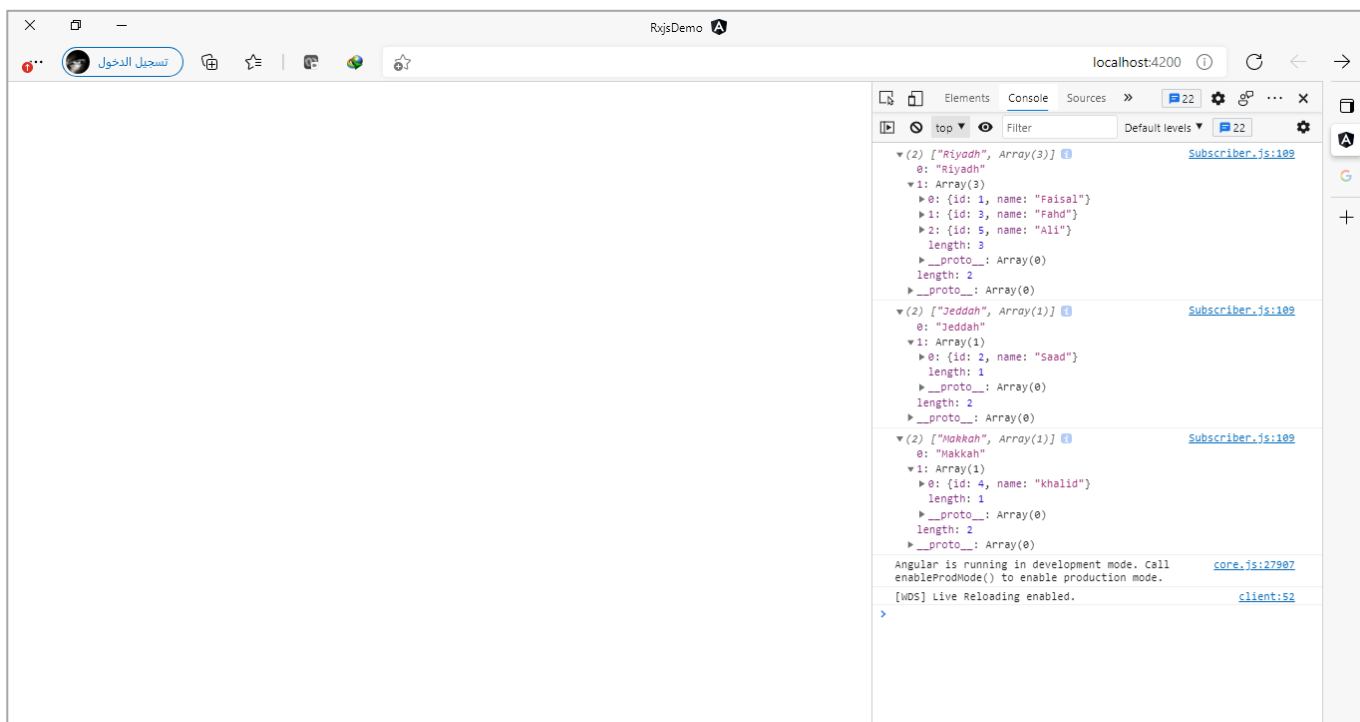 RxjsDemo
تسجيل الدخول
localhost:4200
Elements Console Sources » 22
top Filter Default levels 22
(2) ["Riyadh", Array(3)] Subscriber.js:109
0: "Riyadh"
1: Array(3)
0: {id: 1, name: "Faisal"}
1: {id: 3, name: "Fahd"}
2: {id: 5, name: "Ali"}
length: 3
__proto__: Array(0)
length: 2
__proto__: Array(0)
(2) ["Jeddah", Array(1)] Subscriber.js:109
0: "Jeddah"
1: Array(1)
0: {id: 2, name: "Saad"}
length: 1
__proto__: Array(0)
length: 2
__proto__: Array(0)
(2) ["Makkah", Array(1)] Subscriber.js:109
0: "Makkah"
1: Array(1)
0: {id: 4, name: "khalid"}
length: 1
__proto__: Array(0)
length: 2
__proto__: Array(0)
Angular is running in development mode. Call core.js:27907
enableProdMode() to enable production mode.
[WDS] Live Reloading enabled. client:52